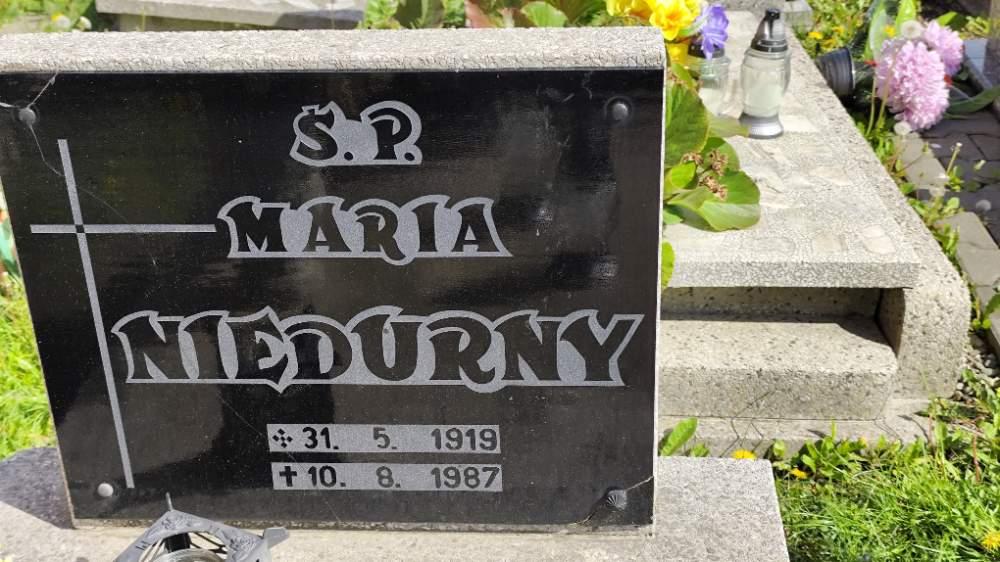 Ś.P.
MARIA
NIEDURNY
31. 5. 1919
✝ 10. 8. 1987